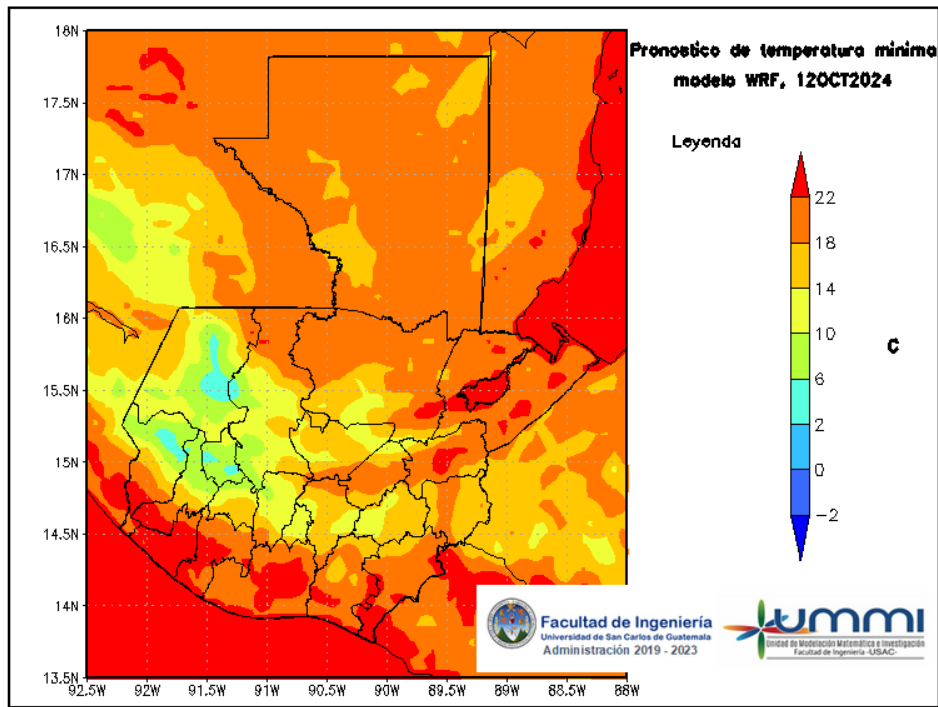 Pronostico de temperatura minima
modelo WRF, 12OCT2024
Leyenda
22
18
14
10
6
2
0
-2
C
18N
17.5N
17N
16.5N
16N
15.5N
15N
14.5N
14N
13.5N
92.5W 92W 91.5W 91W 90.5W 90W 89.5W 89W 88.5W 88W
Facultad de Ingeniería
Universidad de San Carlos de Guatemala
Administración 2019 - 2023
ummi
Unidad de Modelación Matemática e Investigación
Facultad de Ingeniería -USAC-